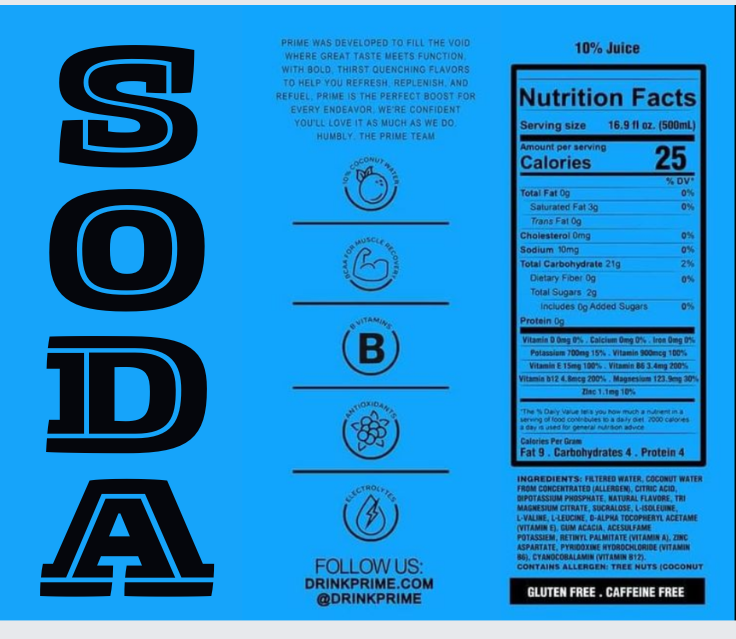 SODA
PRIME WAS DEVELOPED TO FILL THE VOID
WHERE GREAT TASTE MEETS FUNCTION.
WITH BOLD, THIRST QUENCHING FLAVORS
TO HELP YOU REFRESH, REPLENISH, AND
REFUEL, PRIME IS THE PERFECT BOOST FOR
EVERY ENDEAVOR. WE'RE CONFIDENT
YOU'LL LOVE IT AS MUCH AS WE DO.
HUMBLY. THE PRIME TEAM
10% COCONUT WATER
BCAA FOR MUSCLE RECOVERY
B VITAMINS
B
ANTIOXIDANTS
ELECTROLYTES
FOLLOW US:
DRINKPRIME.COM
@DRINKPRIME
10% Juice
Nutrition Facts
Serving size 16.9 fl oz. (500mL)
Amount per serving
Calories 25
% DV*
Total Fat 0g 0%
Saturated Fat 3g 0%
Trans Fat 0g
Cholesterol 0mg 0%
Sodium 10mg 0%
Total Carbohydrate 21g 2%
Dietary Fiber 0g 0%
Total Sugars 2g
Includes 0g Added Sugars 0%
Protein 0g
Vitamin D 0mg 0% . Calcium 0mg 0% . Iron 0mg 0%
Potassium 700mg 15% . Vitamin 900mcg 100%
Vitamin E 15mg 100% . Vitamin B6 3.4mg 200%
Vitamin b12 4.8mcg 200% . Magnesium 123.9mg 30%
Zinc 1.1mg 10%
*The % Daily Value tells you how much a nutrient in a
serving of food contributes to a daily diet. 2000 calories
a day is used for general nutrition advice.
Calories Per Gram
Fat 9 . Carbohydrates 4 . Protein 4
INGREDIENTS: FILTERED WATER, COCONUT WATER
FROM CONCENTRATED (ALLERGEN), CITRIC ACID,
DIPOTASSIUM PHOSPHATE, NATURAL FLAVORE, TRI
MAGNESIUM CITRATE, SUCRALOSE, L-ISOLEUINE,
L-VALINE, L-LEUCINE, D-ALPHA TOCOPHERYL ACETAME
(VITAMIN E), GUM ACACIA, ACESULFAME
POTASSIEM, RETINYL PALMITATE (VITAMIN A), ZINC
ASPARTATE, PYRIDOXINE HYDROCHLORIDE (VITAMIN
B6), CYANOCOBALAMIN (VITAMIN B12).
CONTAINS ALLERGEN: TREE NUTS (COCONUT
GLUTEN FREE . CAFFEINE FREE